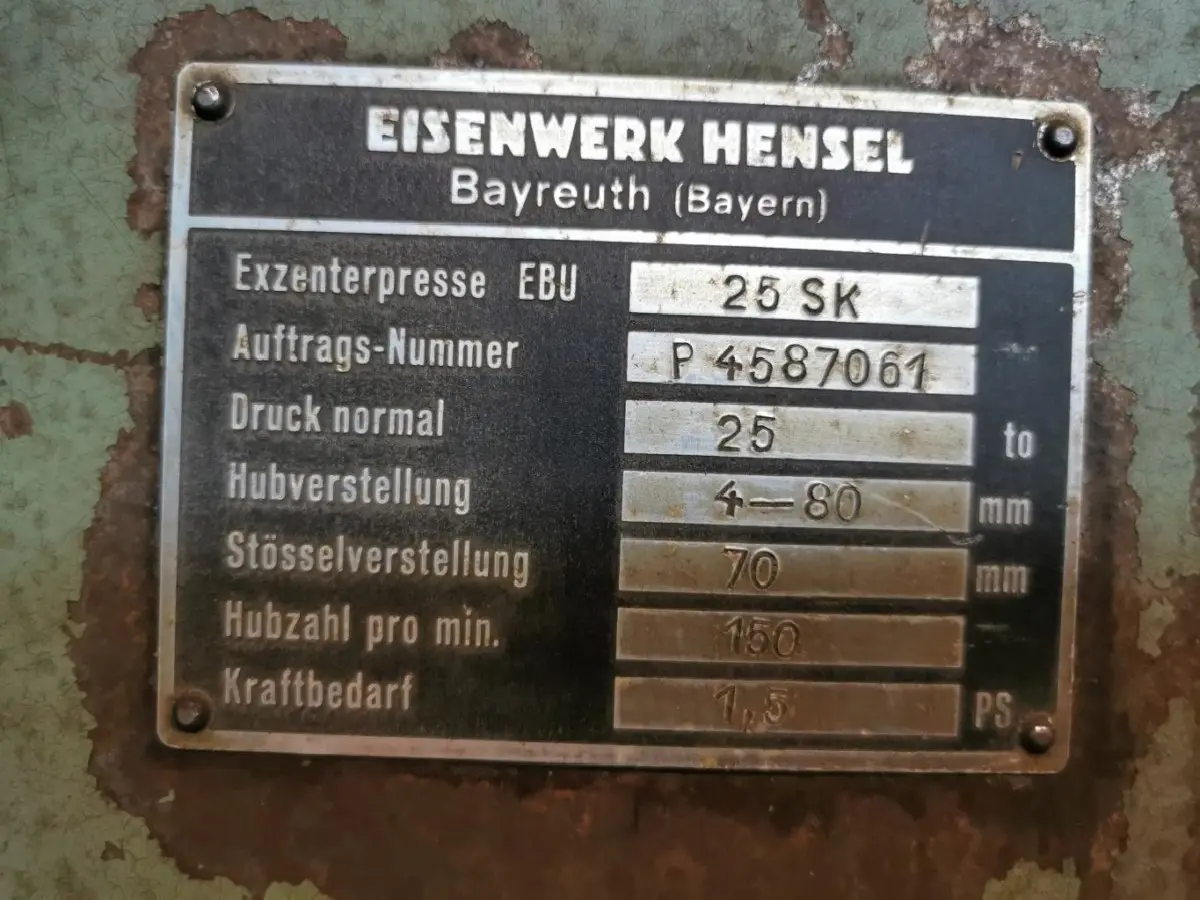 EISENWERK HENSEL
Bayreuth (Bayern)
Exzenterpresse EBU 25 SK
Auftrags-Nummer P 4587061
Druck normal 25 to
Hubverstellung 4—80 mm
Stösselverstellung 70 mm
Hubzahl pro min. 150
Kraftbedarf 1,5 PS